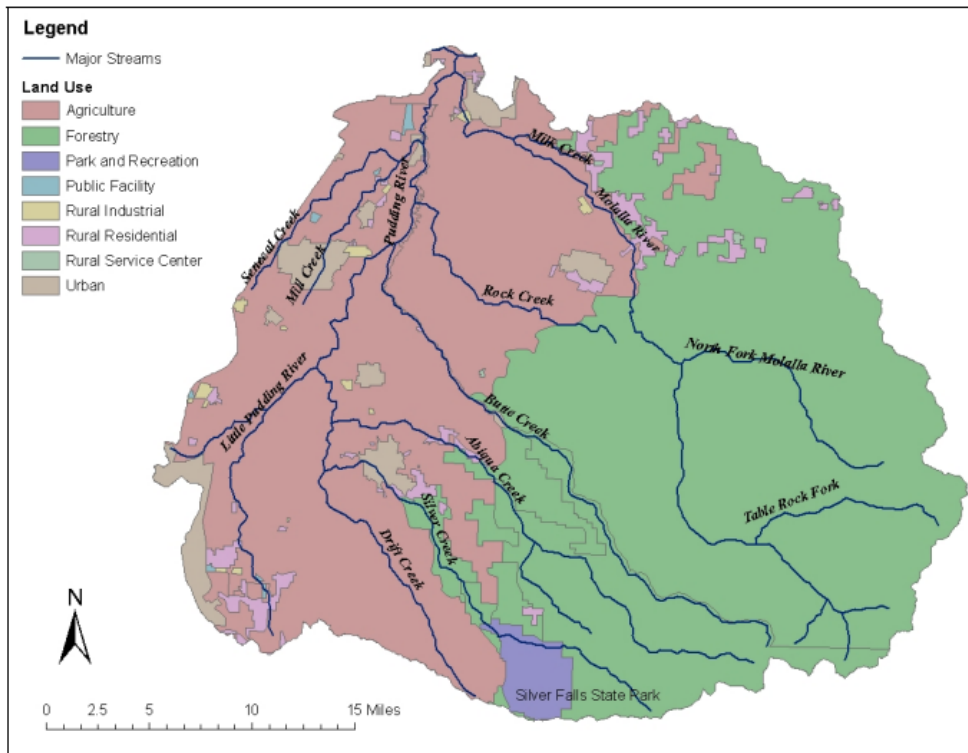 Legend
Major Streams
Land Use
Agriculture
Forestry
Park and Recreation
Public Facility
Rural Industrial
Rural Residential
Rural Service Center
Urban
Milk Creek
Molalla River
Pudding River
Senecal Creek
Mill Creek
Rock Creek
North Fork Molalla River
Little Pudding River
Butte Creek
Abiqua Creek
Table Rock Fork
Silver Creek
Drift Creek
N
Silver Falls State Park
0 2.5 5 10 15 Miles